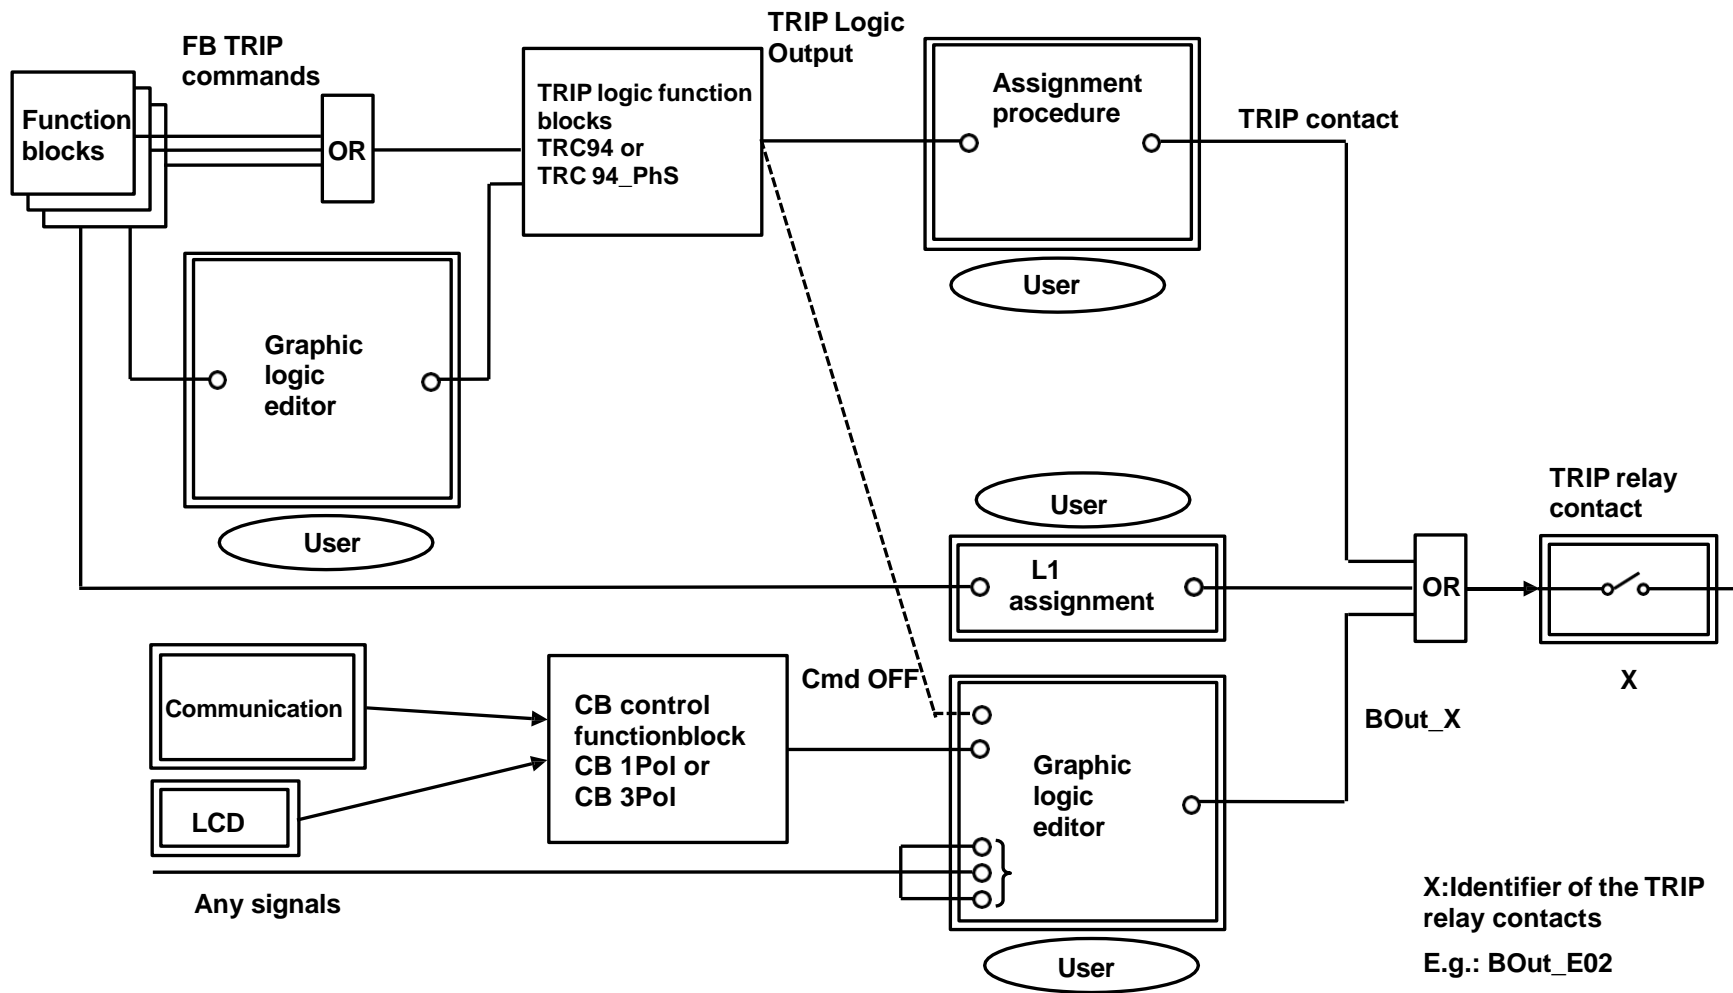 FB TRIP
commands
TRIP Logic
Output
Function
blocks
OR
TRIP logic function
blocks
TRC94 or
TRC 94_PhS
Assignment
procedure
TRIP contact
User
Graphic
logic
editor
User
User
L1
assignment
OR
TRIP relay
contact
X
Communication
LCD
CB control
functionblock
CB 1Pol or
CB 3Pol
Cmd OFF
Graphic
logic
editor
BOut_X
Any signals
User
X:Identifier of the TRIP
relay contacts
E.g.: BOut_E02